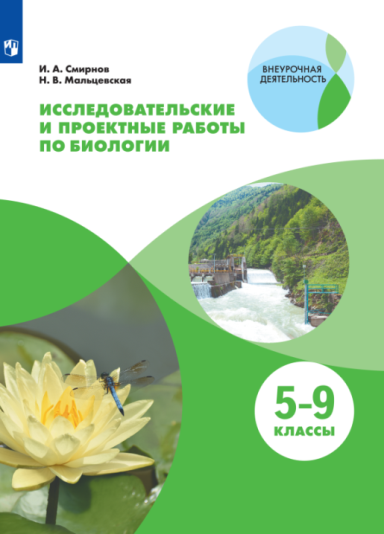 И. А. Смирнов
Н. В. Мальцевская
ВНЕУРОЧНАЯ
ДЕЯТЕЛЬНОСТЬ
ИССЛЕДОВАТЕЛЬСКИЕ
И ПРОЕКТНЫЕ РАБОТЫ
ПО БИОЛОГИИ
5–9
КЛАССЫ